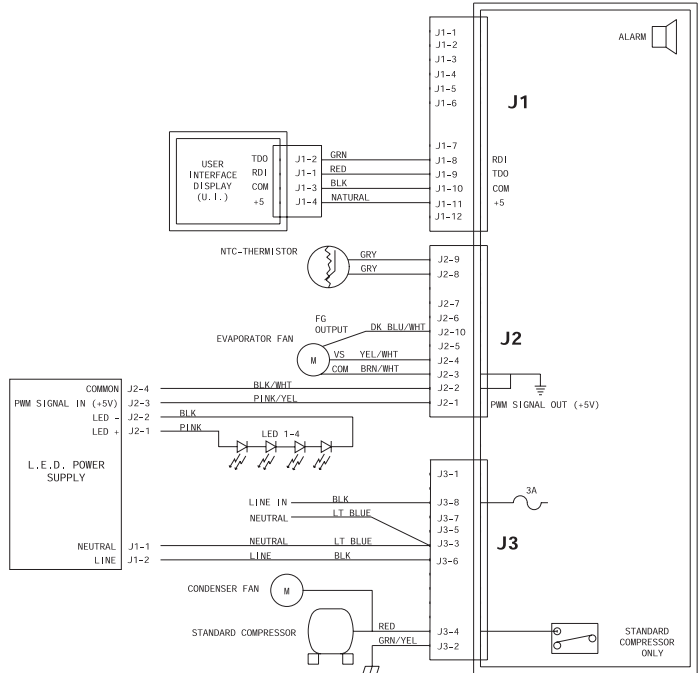 ALARM
J1-1
J1-2
J1-3
J1-4
J1-5
J1-6
J1
J1-7
USER INTERFACE DISPLAY (U.I.)
TDO J1-2 GRN J1-8 RDI
RDI J1-1 RED J1-9 TDO
COM J1-3 BLK J1-10 COM
+5 J1-4 NATURAL J1-11 +5
J1-12
NTC-THERMISTOR
GRY J2-9
GRY J2-8
J2-7
J2-6
FG OUTPUT DK BLU/WHT J2-10
J2
EVAPORATOR FAN
J2-5
M VS YEL/WHT J2-4
COM BRN/WHT J2-3
COMMON J2-4 BLK/WHT J2-2
PWM SIGNAL IN (+5V) J2-3 PINK/YEL J2-1 PWM SIGNAL OUT (+5V)
LED - J2-2 BLK
LED + J2-1 PINK LED 1-4
L.E.D. POWER SUPPLY
J3-1
LINE IN BLK J3-8 3A
NEUTRAL LT BLUE J3-7
J3-5
J3
NEUTRAL J1-1 NEUTRAL LT BLUE J3-3
LINE J1-2 LINE BLK J3-6
CONDENSER FAN M
STANDARD COMPRESSOR RED J3-4
GRN/YEL J3-2
STANDARD COMPRESSOR ONLY